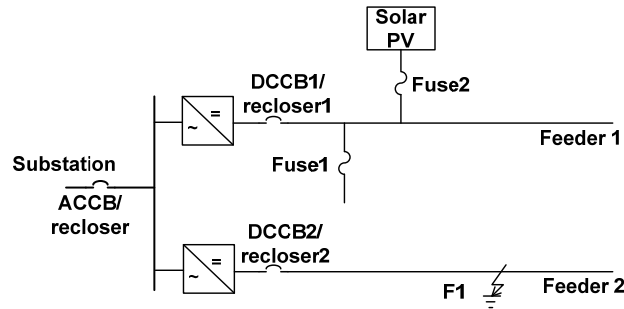 Solar
PV
DCCB1/
recloser1
Fuse2
=
~
Feeder 1
Fuse1
Substation
ACCB/
recloser
DCCB2/
recloser2
=
~
F1
Feeder 2